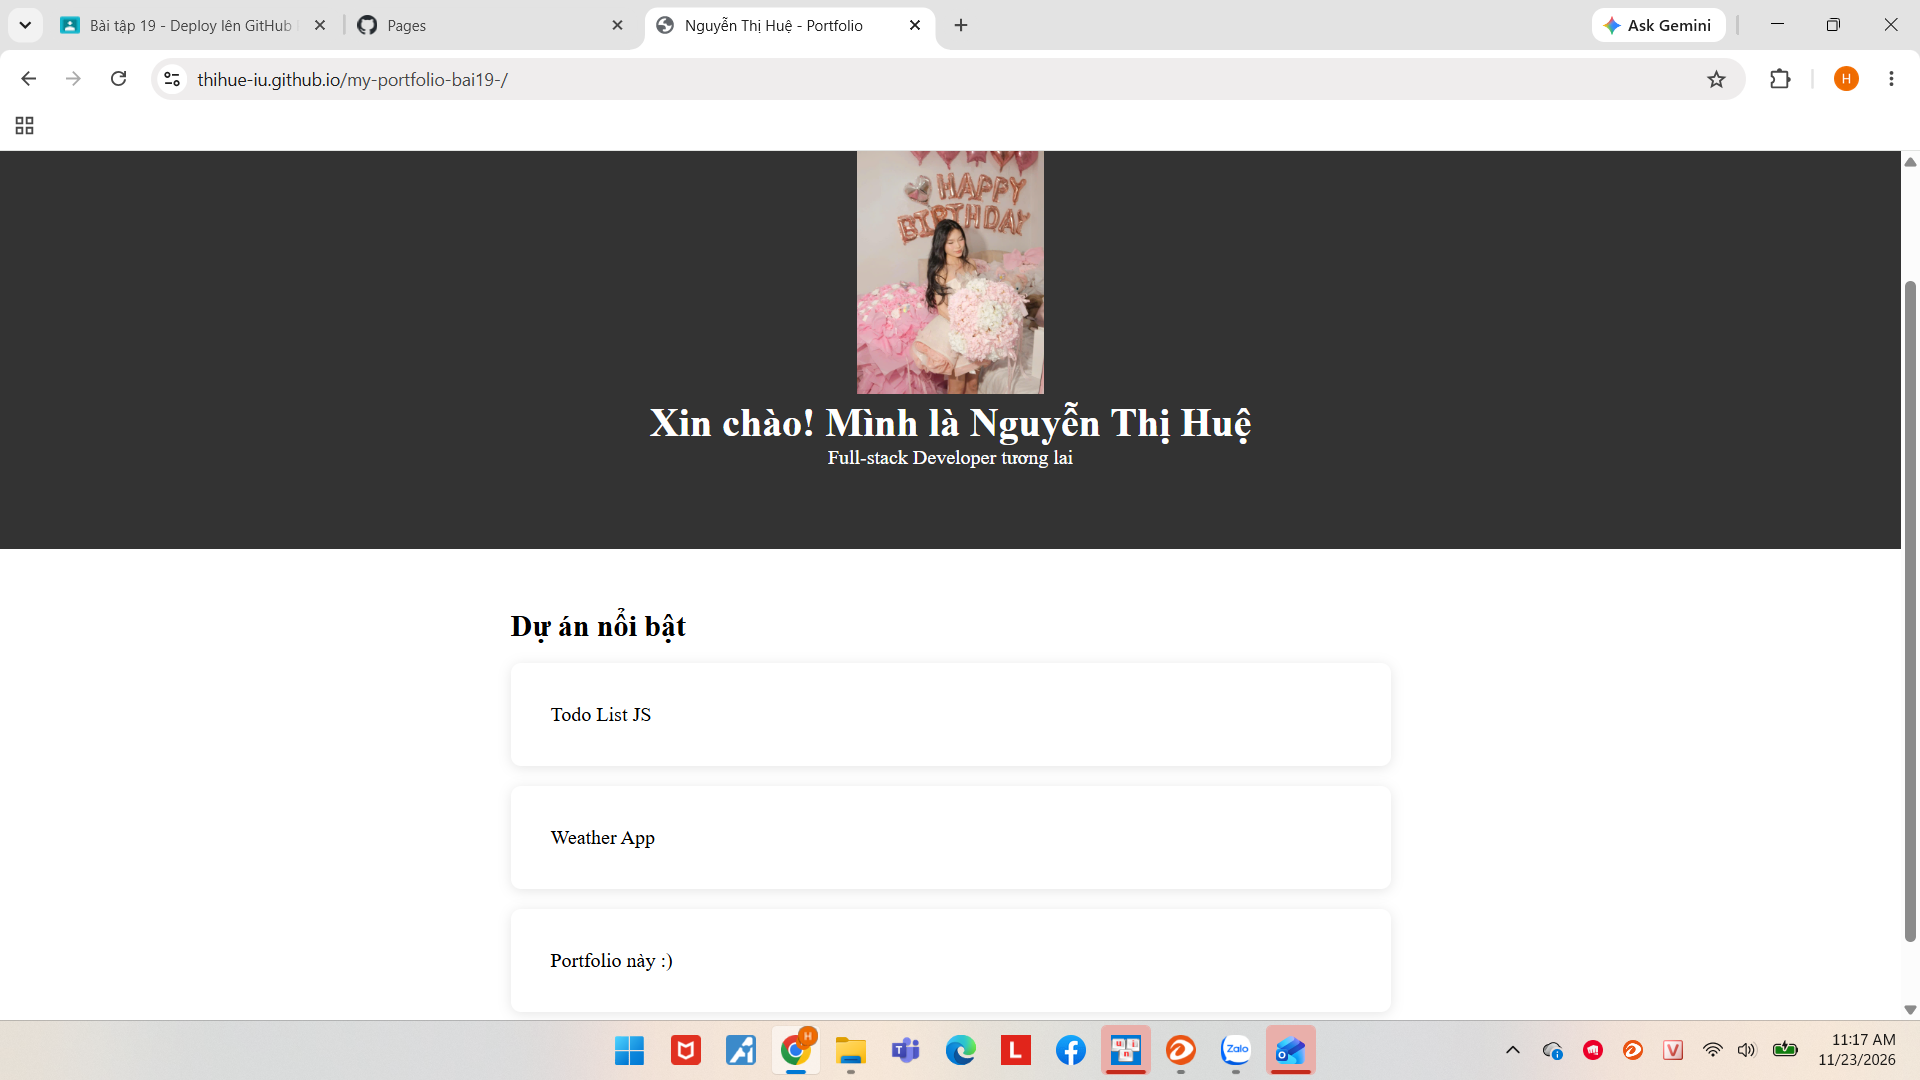 Bài tập 19 - Deploy lên GitHub
Pages
Nguyễn Thị Huệ - Portfolio
Ask Gemini
thihue-iu.github.io/my-portfolio-bai19-/
H
HAPPY
BIRTHDAY
Xin chào! Mình là Nguyễn Thị Huệ
Full-stack Developer tương lai
Dự án nổi bật
Todo List JS
Weather App
Portfolio này :)
H
L
Zalo
V
11:17 AM
11/23/2026